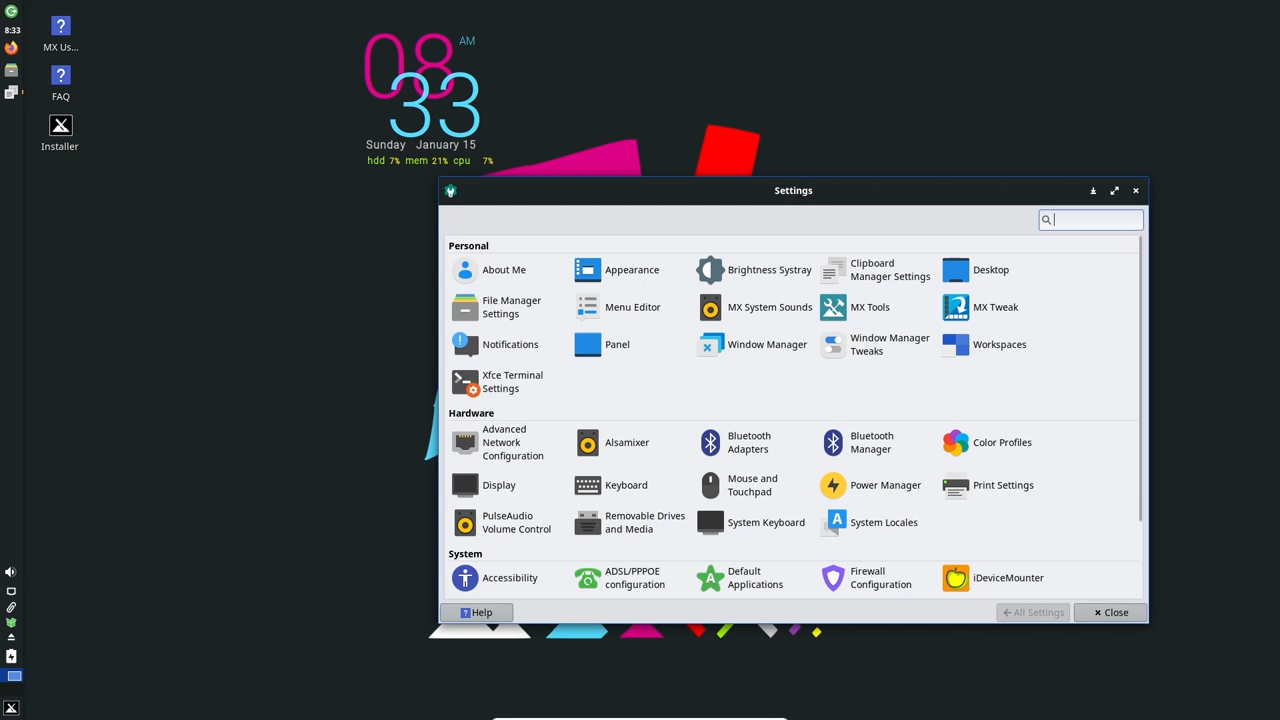 8:33
MX Us...
FAQ
Installer
08
AM
33
Sunday January 15
hdd 7% mem 21% cpu 7%
Settings
Personal
About Me
Appearance
Brightness Systray
Clipboard
Manager Settings
Desktop
File Manager
Settings
Menu Editor
MX System Sounds
MX Tools
MX Tweak
Notifications
Panel
Window Manager
Window Manager
Tweaks
Workspaces
Xfce Terminal
Settings
Hardware
Advanced
Network
Configuration
Alsamixer
Bluetooth
Adapters
Bluetooth
Manager
Color Profiles
Display
Keyboard
Mouse and
Touchpad
Power Manager
Print Settings
PulseAudio
Volume Control
Removable Drives
and Media
System Keyboard
System Locales
System
Accessibility
ADSL/PPPOE
configuration
Default
Applications
Firewall
Configuration
iDeviceMounter
Help
All Settings
Close